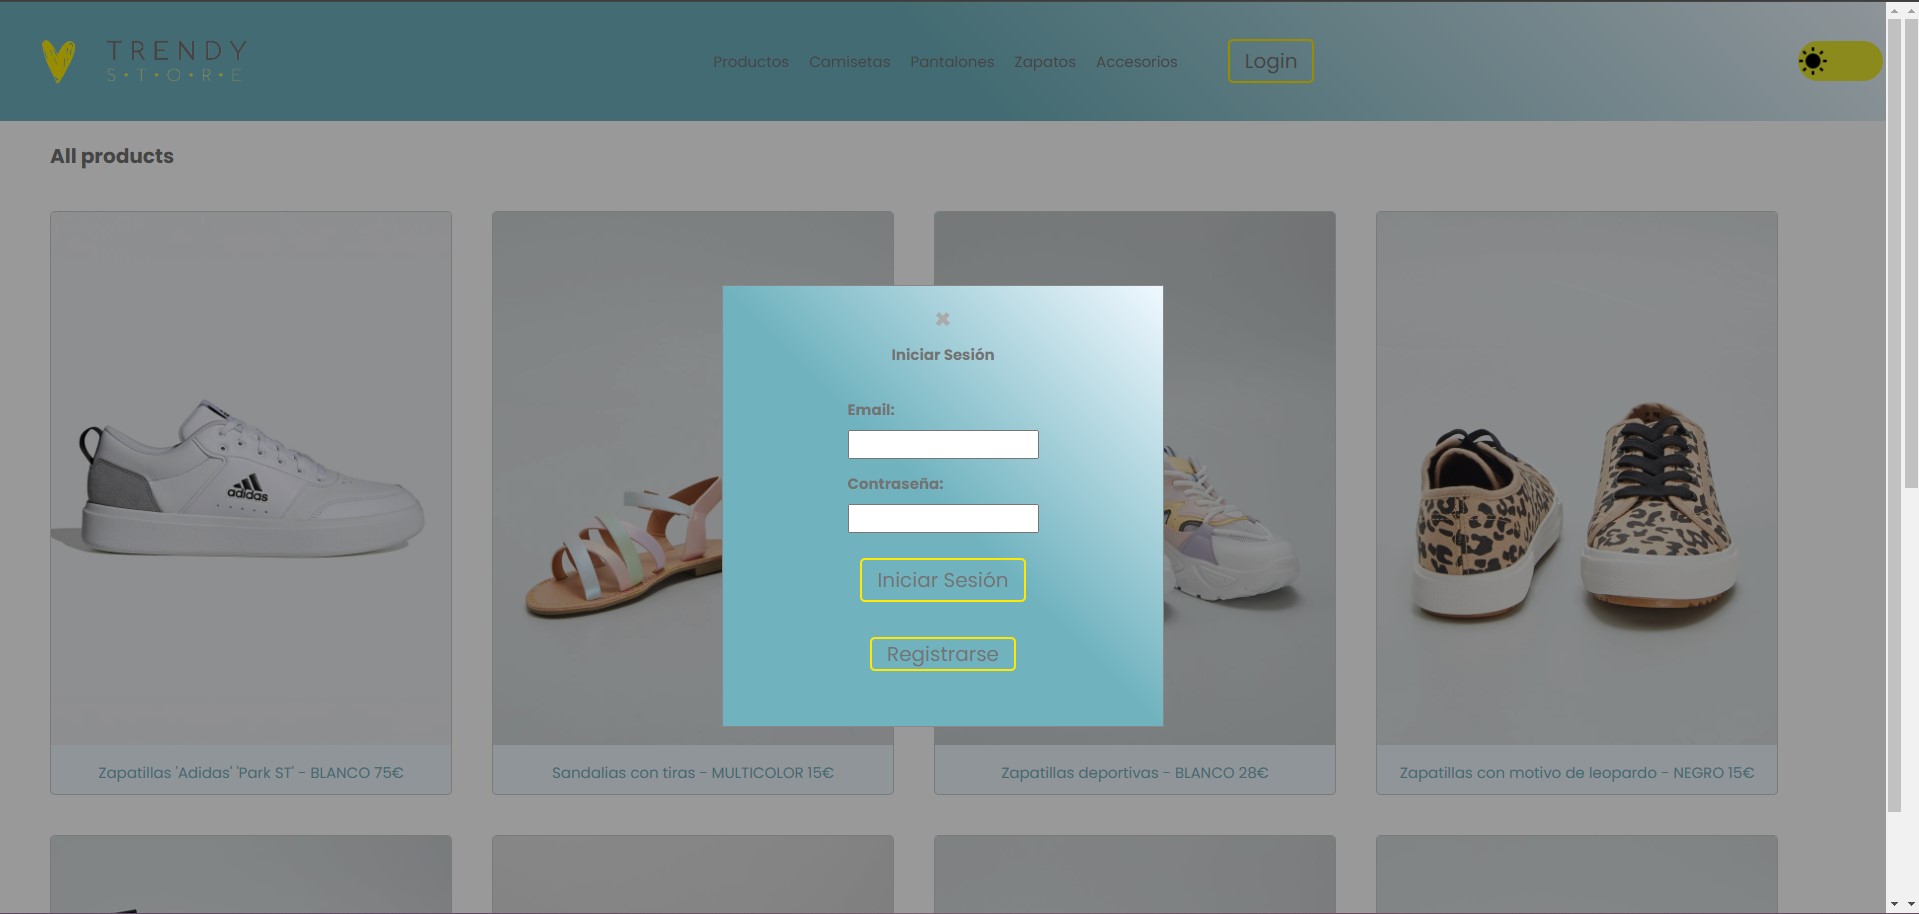 TRENDY
S·T·O·R·E
Productos Camisetas Pantalones Zapatos Accesorios Login
All products
✖
Iniciar Sesión
Email:
Contraseña:
Iniciar Sesión
Registrarse
adidas
Zapatillas 'Adidas' 'Park ST' - BLANCO 75€
Sandalias con tiras - MULTICOLOR 15€
Zapatillas deportivas - BLANCO 28€
Zapatillas con motivo de leopardo - NEGRO 15€